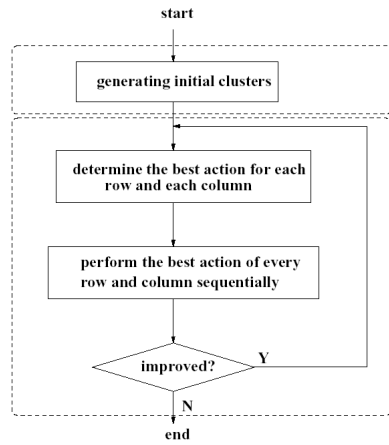 start
generating initial clusters
determine the best action for each
row and each column
perform the best action of every
row and column sequentially
improved?
Y
N
end